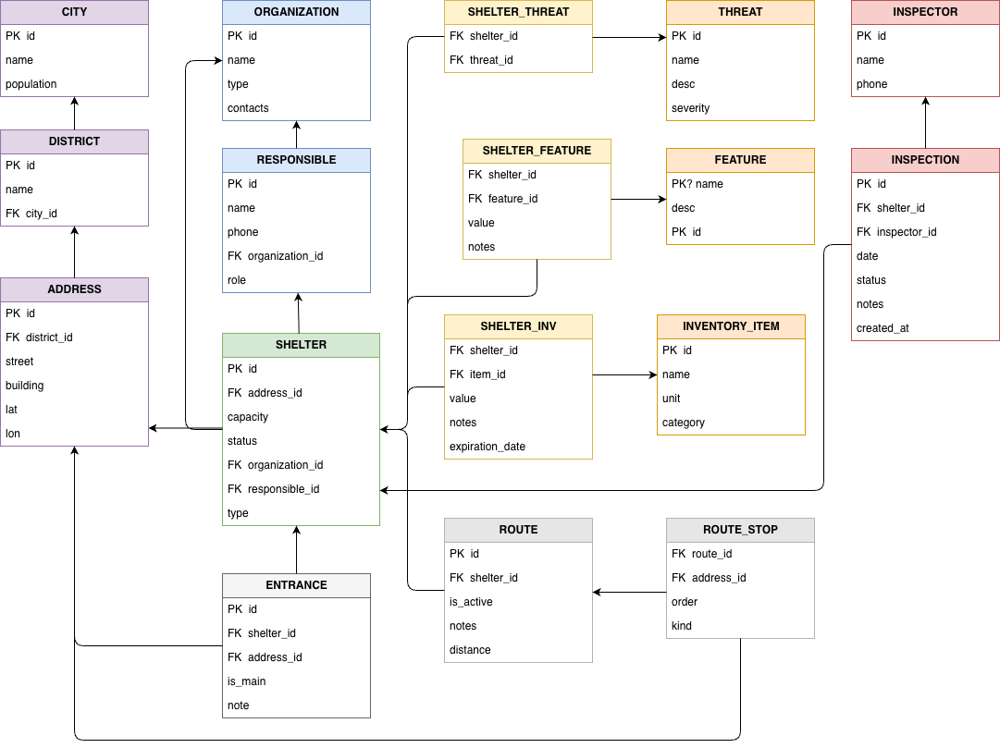 CITY
PK id
name
population
DISTRICT
PK id
name
FK city_id
ADDRESS
PK id
FK district_id
street
building
lat
lon
ORGANIZATION
PK id
name
type
contacts
RESPONSIBLE
PK id
name
phone
FK organization_id
role
SHELTER
PK id
FK address_id
capacity
status
FK organization_id
FK responsible_id
type
ENTRANCE
PK id
FK shelter_id
FK address_id
is_main
note
SHELTER_THREAT
FK shelter_id
FK threat_id
SHELTER_FEATURE
FK shelter_id
FK feature_id
value
notes
SHELTER_INV
FK shelter_id
FK item_id
value
notes
expiration_date
ROUTE
PK id
FK shelter_id
is_active
notes
distance
THREAT
PK id
name
desc
severity
FEATURE
PK? name
desc
PK id
INVENTORY_ITEM
PK id
name
unit
category
ROUTE_STOP
FK route_id
FK address_id
order
kind
INSPECTOR
PK id
name
phone
INSPECTION
PK id
FK shelter_id
FK inspector_id
date
status
notes
created_at